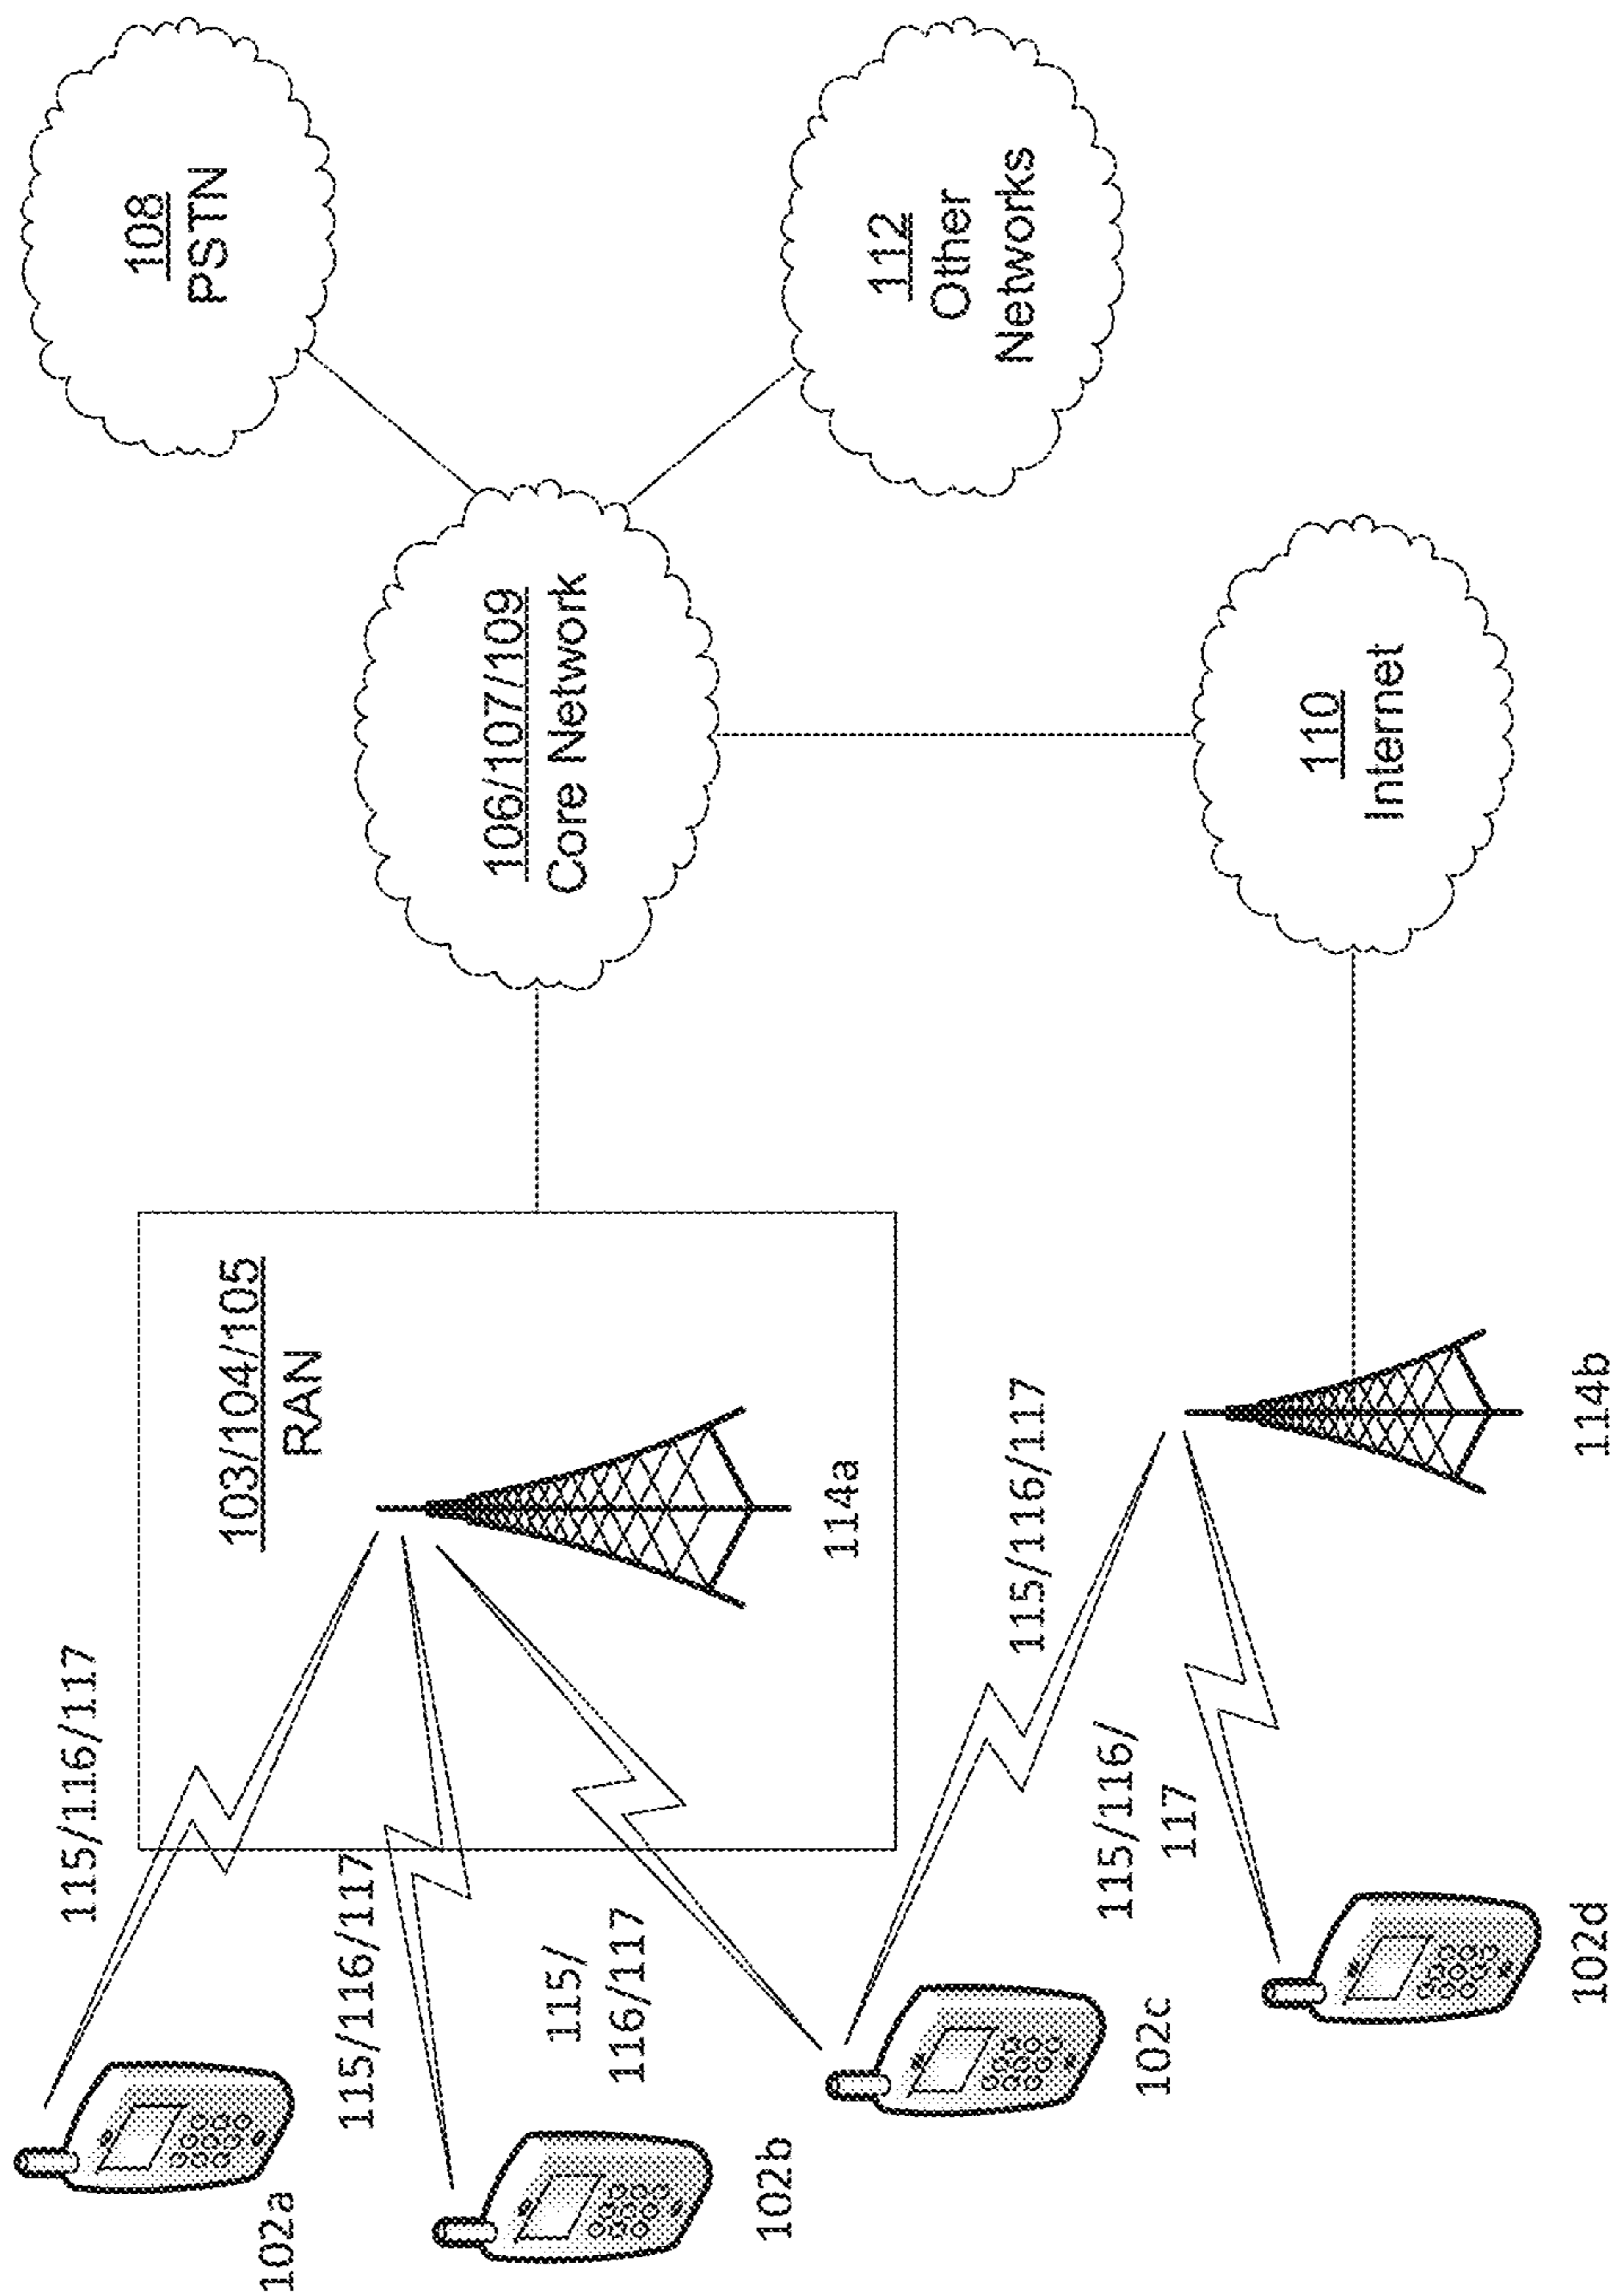 102a
115/116/117
103/104/105
RAN
108
PSTN
115/116/117
102b
115/
116/117
114a
106/107/109
Core Network
112
Other
Networks
102c
115/116/117
115/116/
117
102d
114b
110
Internet